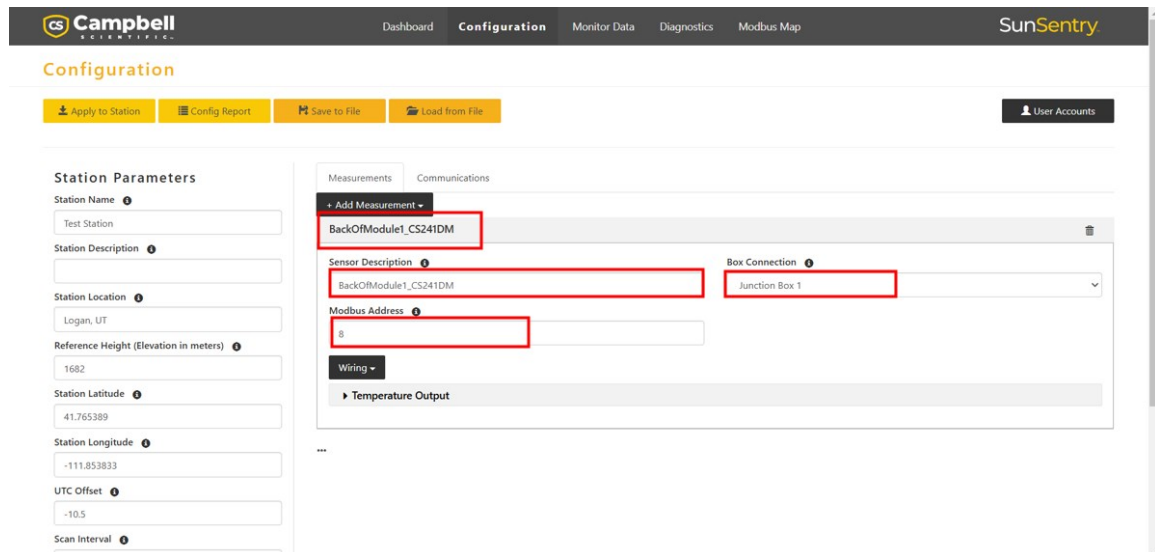 CS Campbell
SCIENTIFIC
Dashboard Configuration Monitor Data Diagnostics Modbus Map
SunSentry
Configuration
Apply to Station Config Report Save to File Load from File User Accounts
Station Parameters
Station Name
Test Station
Station Description
Station Location
Logan, UT
Reference Height (Elevation in meters)
1682
Station Latitude
41.765389
Station Longitude
-111.853833
UTC Offset
-10.5
Scan Interval
Measurements Communications
+ Add Measurement
BackOfModule1_CS241DM
Sensor Description Box Connection
BackOfModule1_CS241DM Junction Box 1
Modbus Address
8
Wiring
Temperature Output
...